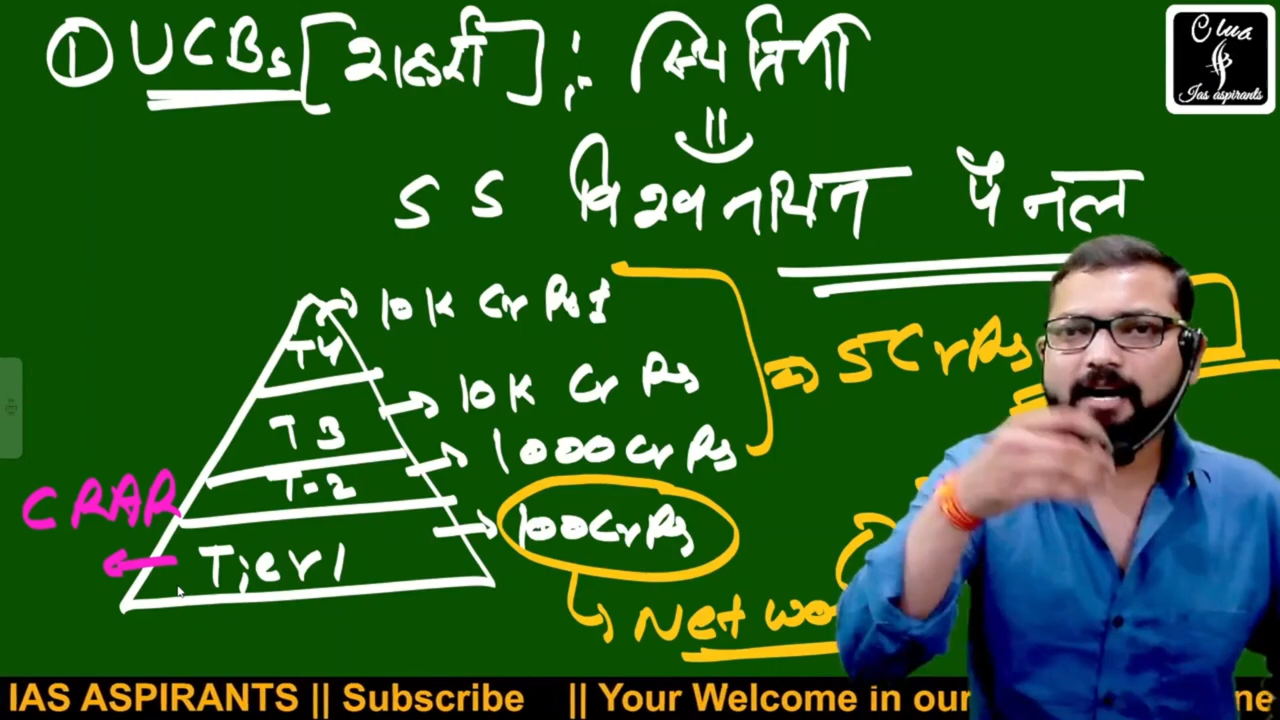 ① UCBs [शहरी] : समिती
SS विश्वनाथन पैनल
10K Cr Rs ↑
T4
5 Cr Rs
10K Cr Rs
T3
1000 Cr Rs
T-2
CRAR
100 Cr Rs
Tier 1
Net
Clue
Ias aspirants
IAS ASPIRANTS || Subscribe || Your Welcome in our